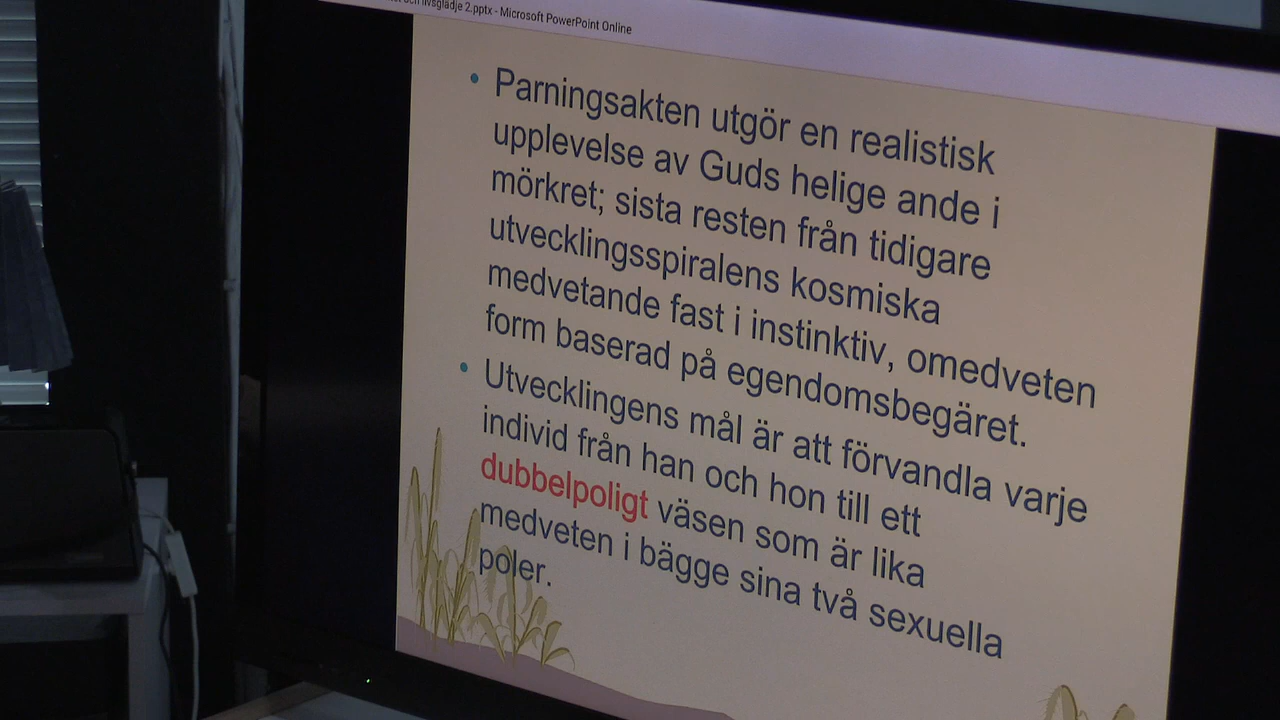 livsglädje 2.pptx - Microsoft PowerPoint Online
• Parningsakten utgör en realistisk
upplevelse av Guds helige ande i
mörkret; sista resten från tidigare
utvecklingsspiralens kosmiska
medvetande fast i instinktiv, omedveten
form baserad på egendomsbegäret.
• Utvecklingens mål är att förvandla varje
individ från han och hon till ett
dubbelpoligt väsen som är lika
medveten i bägge sina två sexuella
poler.